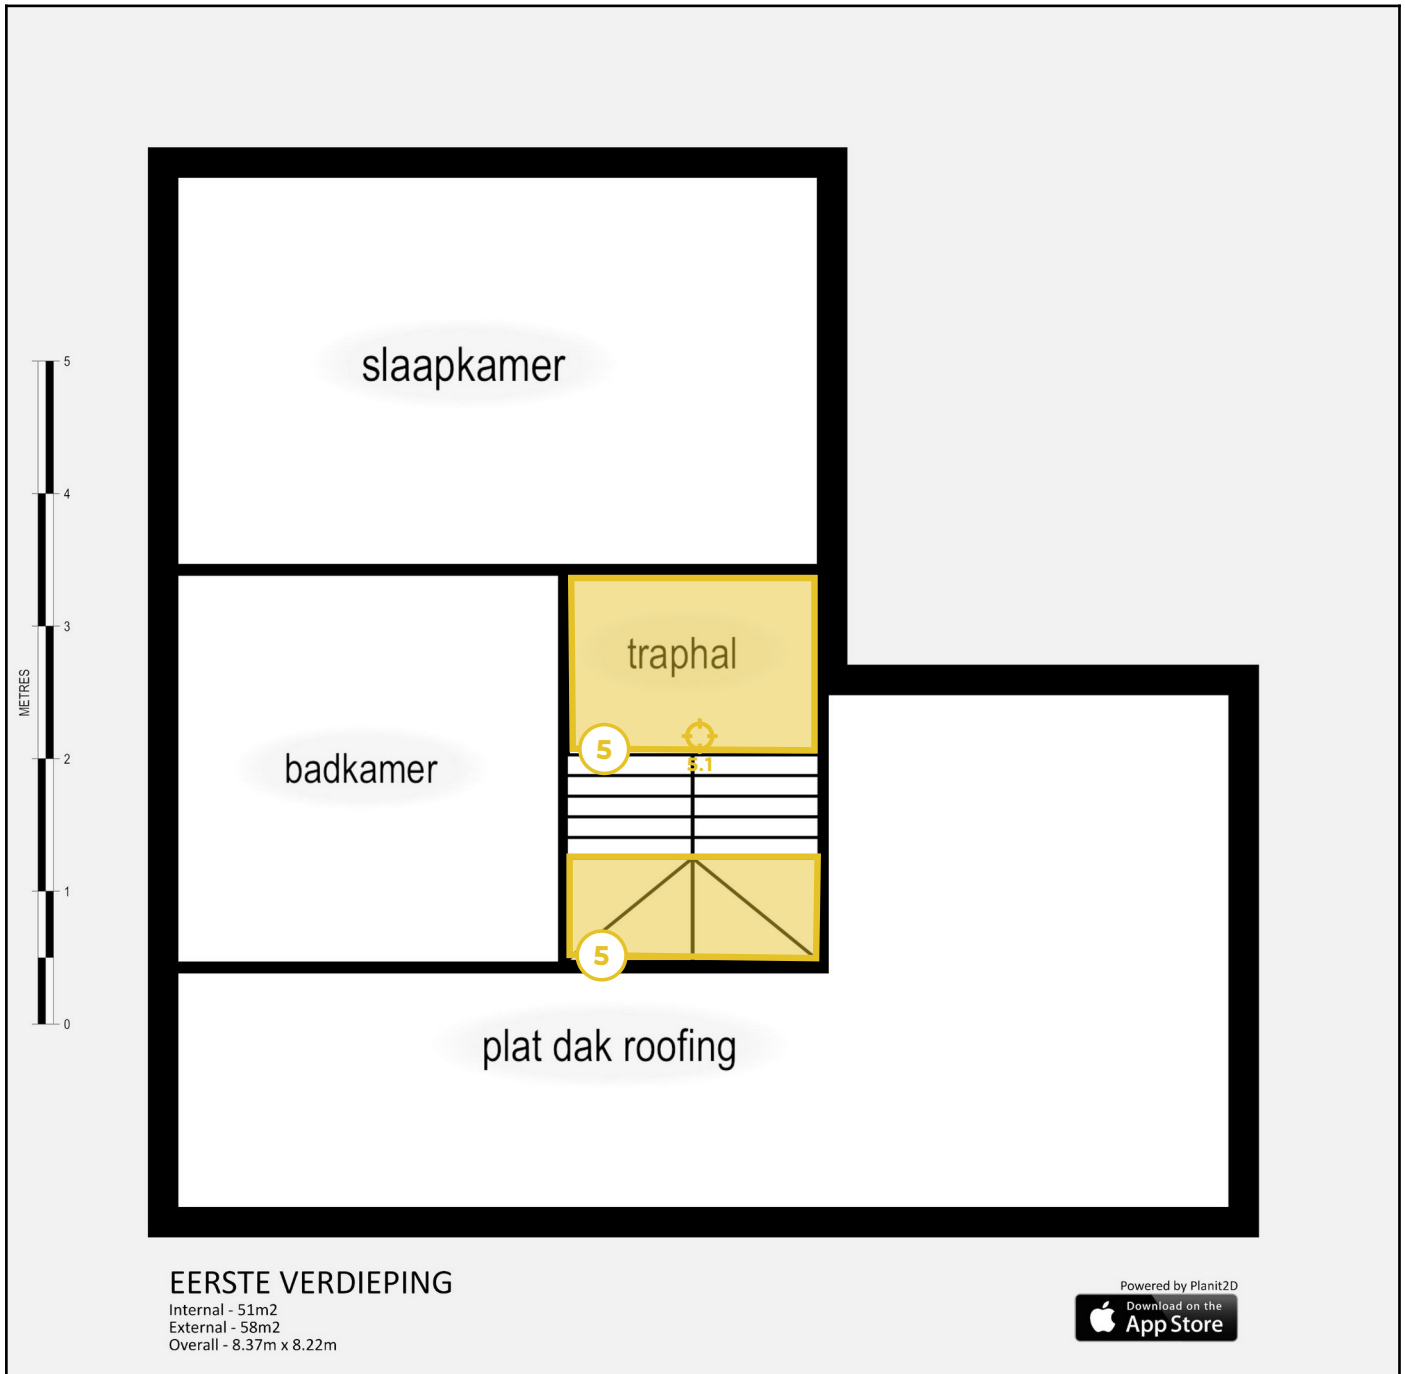 slaapkamer
5
4
3
2
1
0
METRES
traphal
5
5.1
badkamer
5
plat dak roofing
EERSTE VERDIEPING
Internal - 51m2
External - 58m2
Overall - 8.37m x 8.22m
Powered by Planit2D
Download on the
App Store